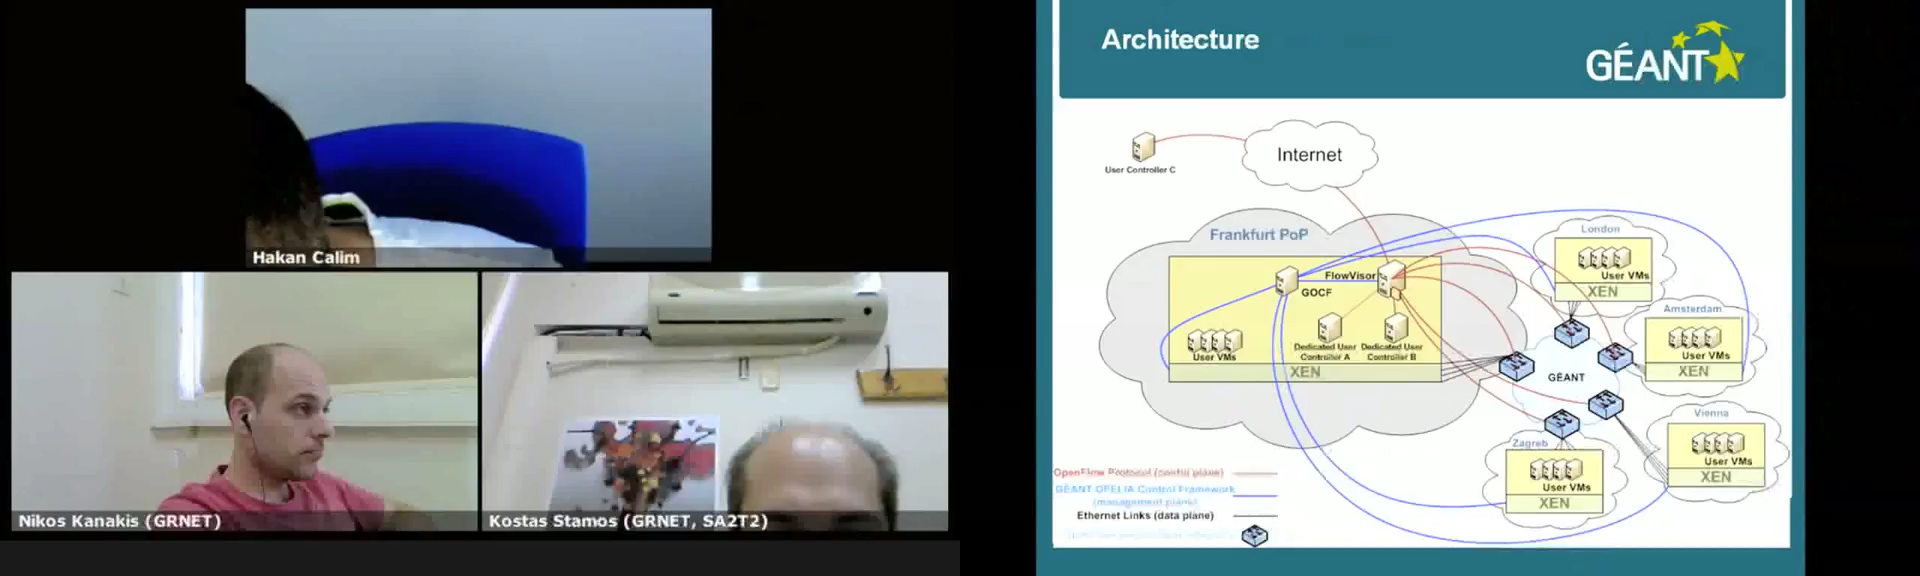 Hakan Calim
Nikos Kanakis (GRNET)
Kostas Stamos (GRNET, SA2T2)
Architecture
GÉANT
User Controller C
Internet
Frankfurt PoP
FlowVisor
GOCF
User VMs
Dedicated User
Controller A
Dedicated User
Controller B
XEN
London
User VMs
XEN
Amsterdam
User VMs
XEN
GÉANT
Vienna
User VMs
XEN
Zagreb
User VMs
XEN
OpenFlow Protocol (control plane)
GÉANT OFELIA Control Framework
(management plane)
Ethernet Links (data plane)